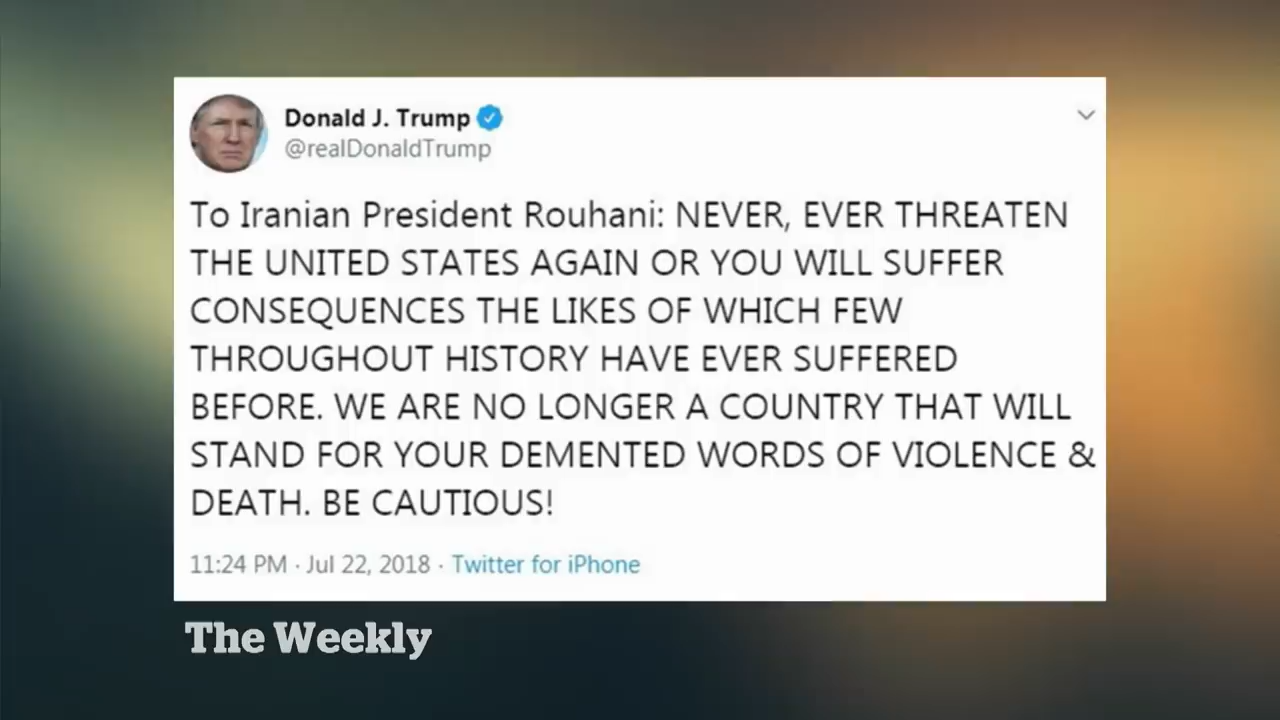 Donald J. Trump
@realDonaldTrump
To Iranian President Rouhani: NEVER, EVER THREATEN
THE UNITED STATES AGAIN OR YOU WILL SUFFER
CONSEQUENCES THE LIKES OF WHICH FEW
THROUGHOUT HISTORY HAVE EVER SUFFERED
BEFORE. WE ARE NO LONGER A COUNTRY THAT WILL
STAND FOR YOUR DEMENTED WORDS OF VIOLENCE &
DEATH. BE CAUTIOUS!
11:24 PM · Jul 22, 2018 · Twitter for iPhone
The Weekly